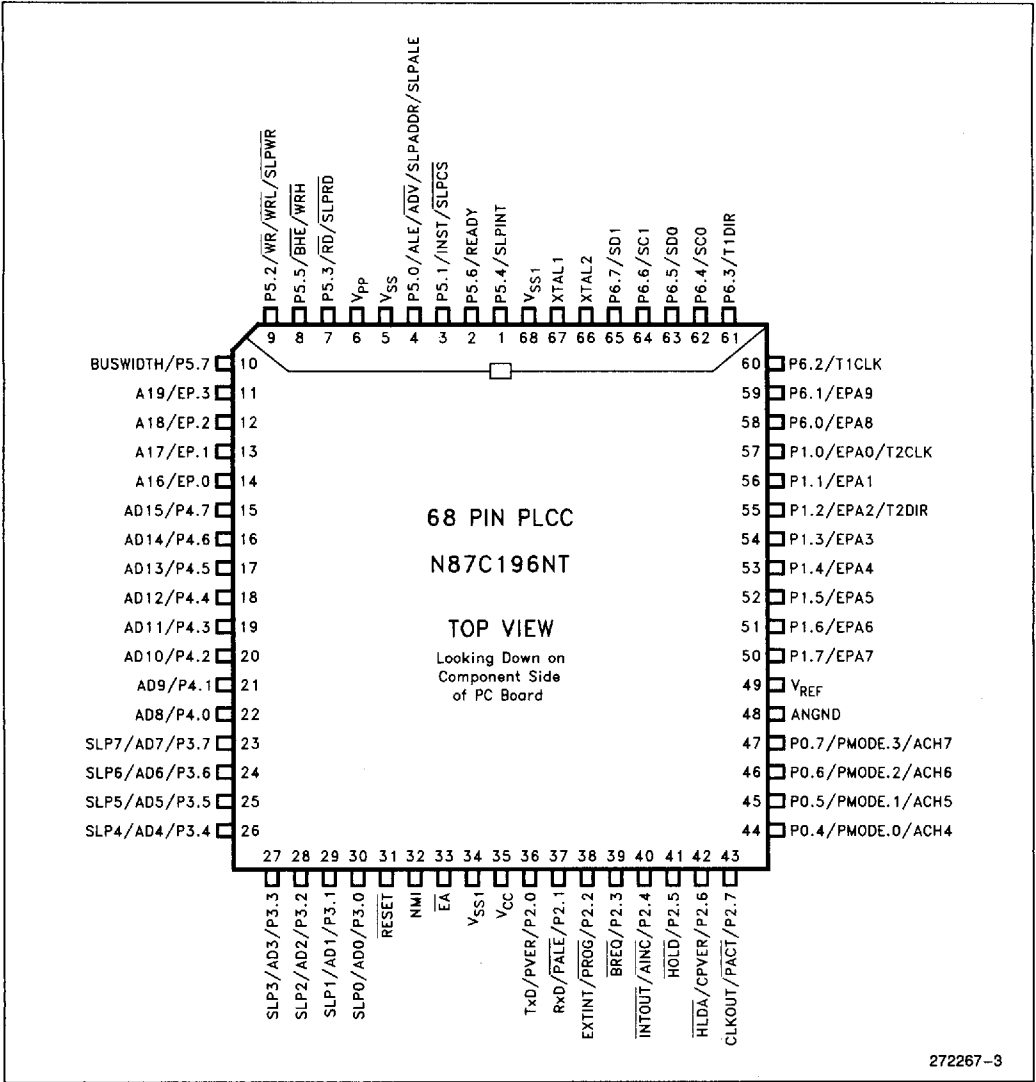 P5.2/WR/WRL/SLPWR
P5.5/BHE/WRH
P5.3/RD/SLPRD
VPP
VSS
P5.0/ALE/ADV/SLPADDR/SLPALE
P5.1/INST/SLPCS
P5.6/READY
P5.4/SLPINT
VSS1
XTAL1
XTAL2
P6.7/SD1
P6.6/SC1
P6.5/SD0
P6.4/SC0
P6.3/T1DIR
9 8 7 6 5 4 3 2 1 68 67 66 65 64 63 62 61
BUSWIDTH/P5.7 10
A19/EP.3 11
A18/EP.2 12
A17/EP.1 13
A16/EP.0 14
AD15/P4.7 15
AD14/P4.6 16
AD13/P4.5 17
AD12/P4.4 18
AD11/P4.3 19
AD10/P4.2 20
AD9/P4.1 21
AD8/P4.0 22
SLP7/AD7/P3.7 23
SLP6/AD6/P3.6 24
SLP5/AD5/P3.5 25
SLP4/AD4/P3.4 26
68 PIN PLCC
N87C196NT
TOP VIEW
Looking Down on
Component Side
of PC Board
60 P6.2/T1CLK
59 P6.1/EPA9
58 P6.0/EPA8
57 P1.0/EPA0/T2CLK
56 P1.1/EPA1
55 P1.2/EPA2/T2DIR
54 P1.3/EPA3
53 P1.4/EPA4
52 P1.5/EPA5
51 P1.6/EPA6
50 P1.7/EPA7
49 VREF
48 ANGND
47 P0.7/PMODE.3/ACH7
46 P0.6/PMODE.2/ACH6
45 P0.5/PMODE.1/ACH5
44 P0.4/PMODE.0/ACH4
27 28 29 30 31 32 33 34 35 36 37 38 39 40 41 42 43
SLP3/AD3/P3.3
SLP2/AD2/P3.2
SLP1/AD1/P3.1
SLP0/AD0/P3.0
RESET
NMI
EA
VSS1
VCC
TxD/PVER/P2.0
RxD/PALE/P2.1
EXTINT/PROG/P2.2
BREQ/P2.3
INTOUT/AINC/P2.4
HOLD/P2.5
HLDA/CPVER/P2.6
CLKOUT/PACT/P2.7
272267-3